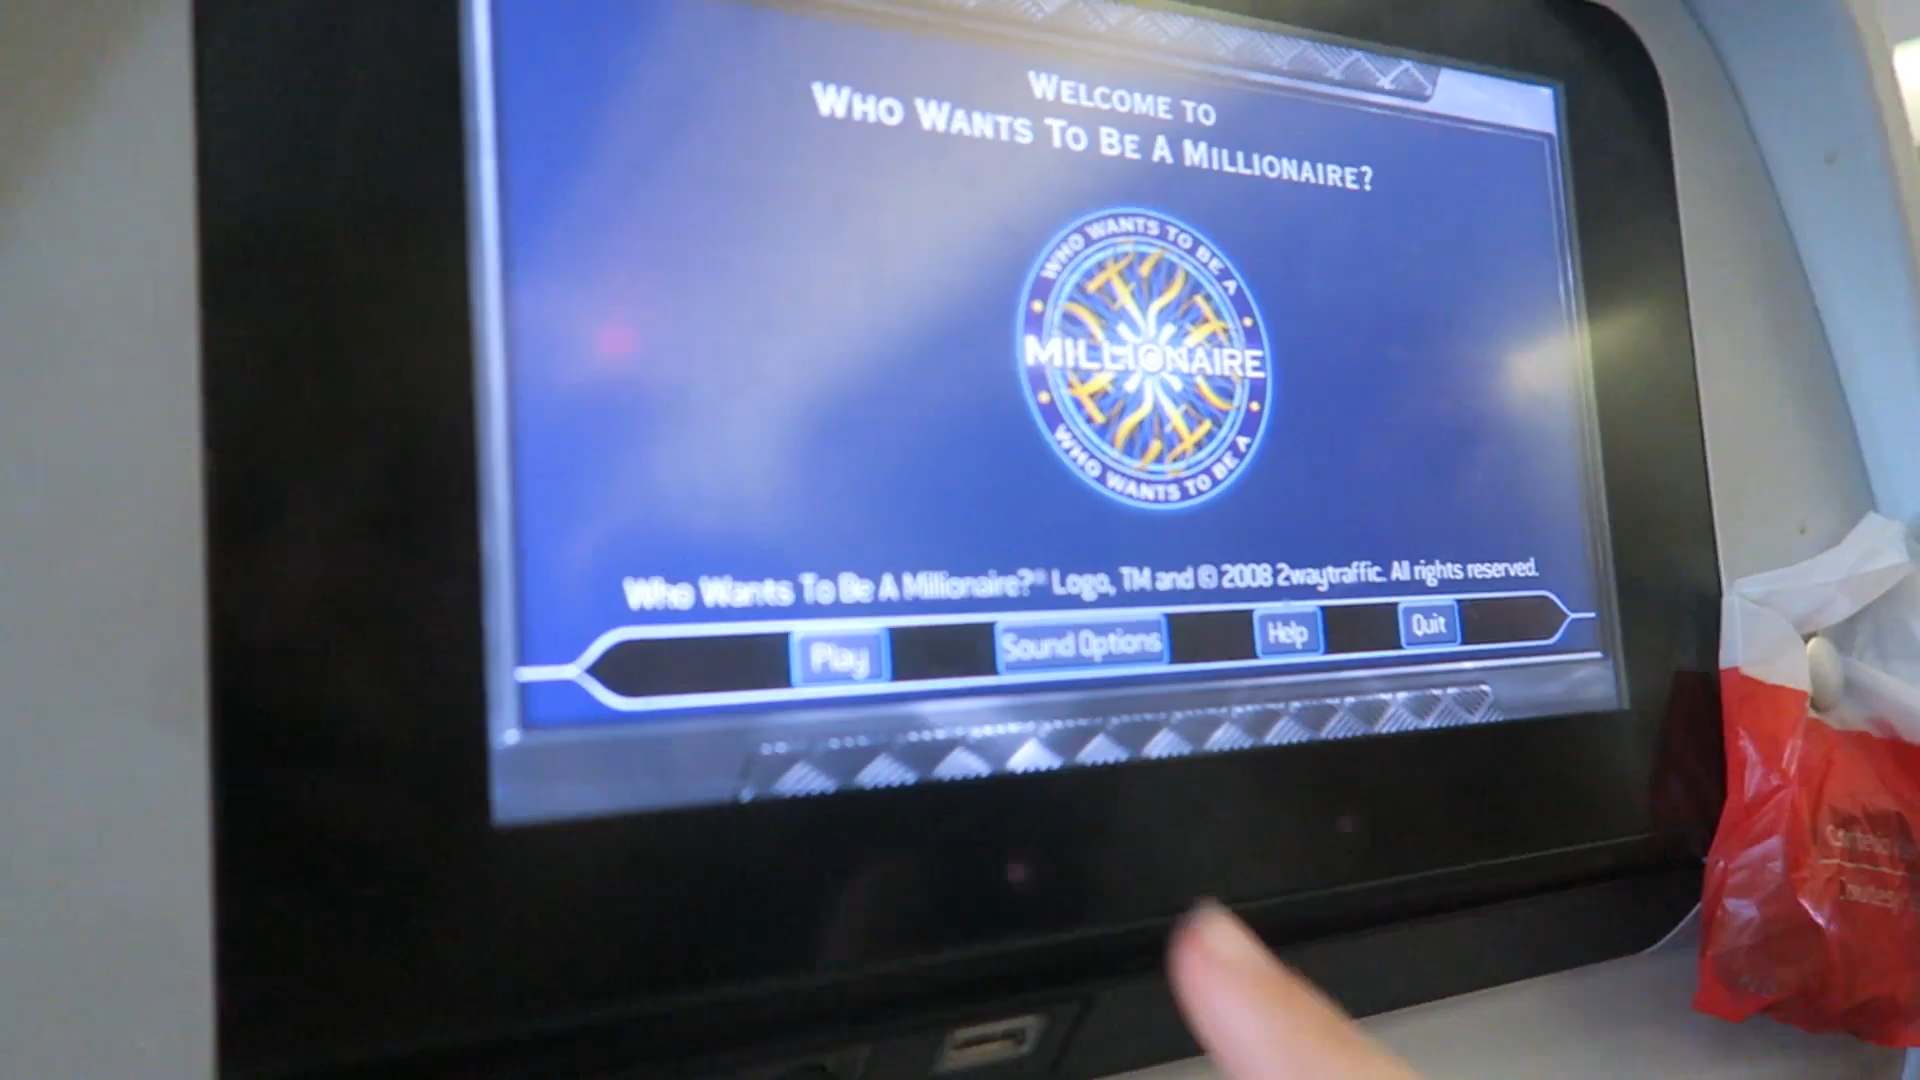 WELCOME TO
WHO WANTS TO BE A MILLIONAIRE?
WHO WANTS TO BE A
MILLIONAIRE
WHO WANTS TO BE A
Who Wants To Be A Millionaire?® Logo, TM and © 2008 2waytraffic. All rights reserved.
Play
Sound Options
Help
Quit